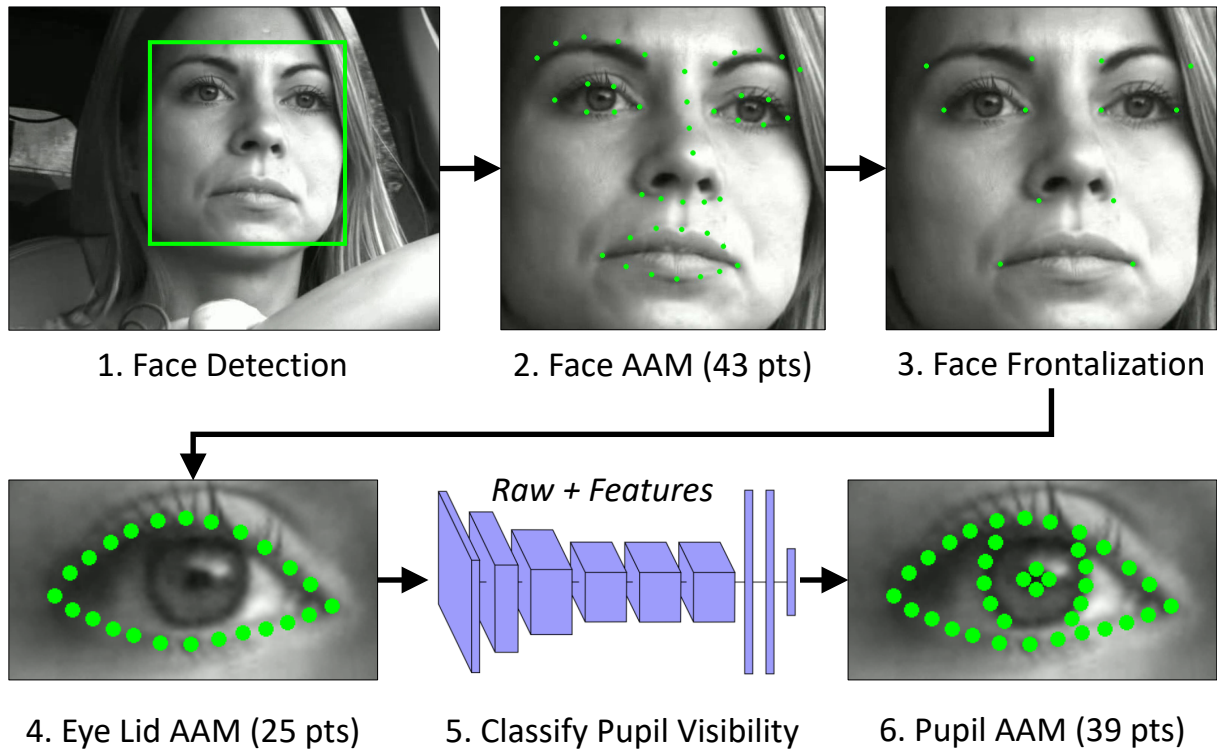 1. Face Detection
2. Face AAM (43 pts)
3. Face Frontalization
Raw + Features
4. Eye Lid AAM (25 pts)
5. Classify Pupil Visibility
6. Pupil AAM (39 pts)